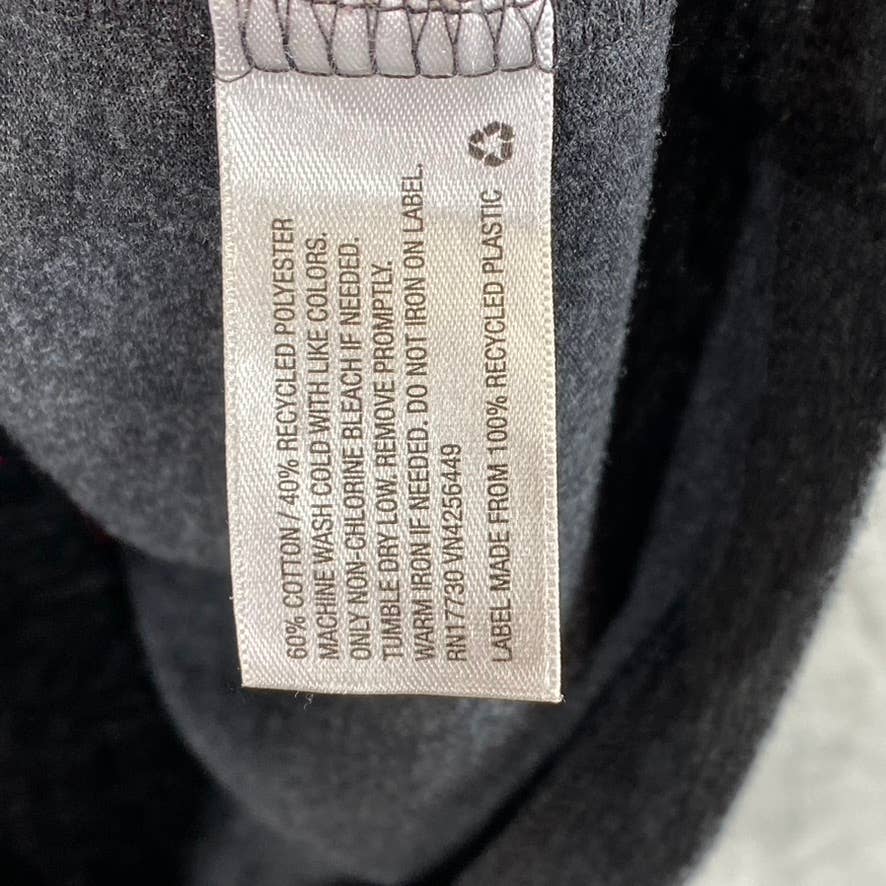 60% COTTON / 40% RECYCLED POLYESTER
MACHINE WASH COLD WITH LIKE COLORS.
ONLY NON-CHLORINE BLEACH IF NEEDED.
TUMBLE DRY LOW. REMOVE PROMPTLY.
WARM IRON IF NEEDED. DO NOT IRON ON LABEL.
RN17730 VN4256449
LABEL MADE FROM 100% RECYCLED PLASTIC